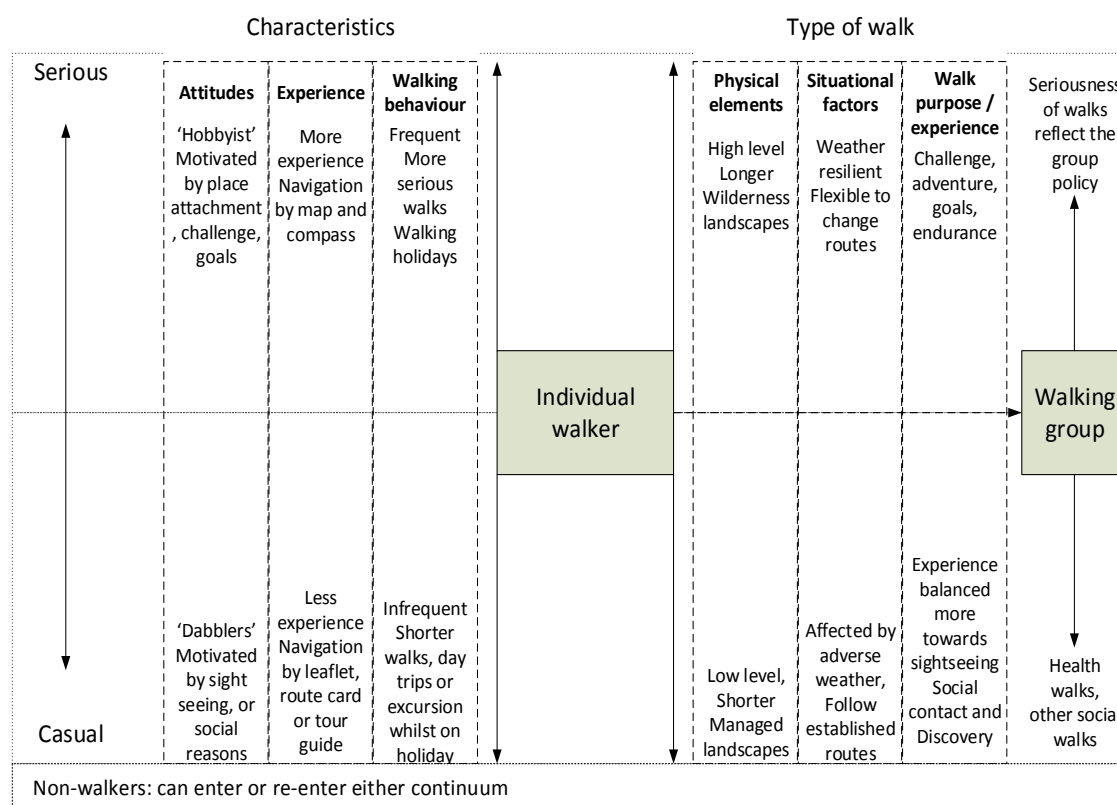 Characteristics
Type of walk
Serious
Attitudes
'Hobbyist'
Motivated
by place
attachment
, challenge,
goals
Experience
More
experience
Navigation
by map and
compass
Walking
behaviour
Frequent
More
serious
walks
Walking
holidays
Physical
elements
High level
Longer
Wilderness
landscapes
Situational
factors
Weather
resilient
Flexible to
change
routes
Walk
purpose /
experience
Challenge,
adventure,
goals,
endurance
Seriousness
of walks
reflect the
group
policy
Individual
walker
Walking
group
Casual
'Dabblers'
Motivated
by sight
seeing, or
social
reasons
Less
experience
Navigation
by leaflet,
route card
or tour
guide
Infrequent
Shorter
walks, day
trips or
excursion
whilst on
holiday
Low level,
Shorter
Managed
landscapes
Affected by
adverse
weather,
Follow
established
routes
Experience
balanced
more
towards
sightseeing
Social
contact and
Discovery
Health
walks,
other social
walks
Non-walkers: can enter or re-enter either continuum